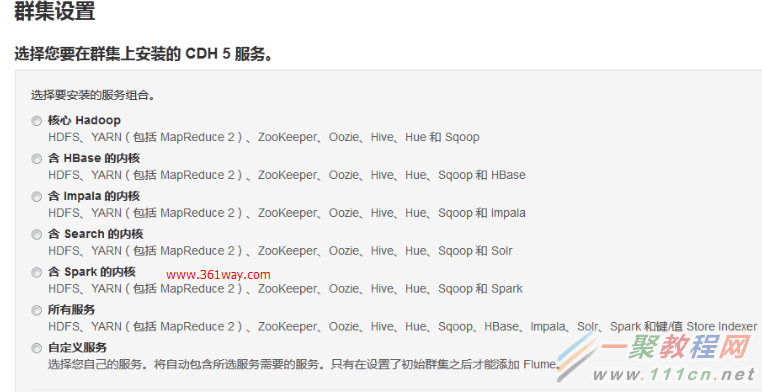 群集设置
选择您要在群集上安装的 CDH 5 服务。
选择要安装的服务组合。
核心 Hadoop
HDFS、YARN（包括 MapReduce 2）、ZooKeeper、Oozie、Hive、Hue 和 Sqoop
含 HBase 的内核
HDFS、YARN（包括 MapReduce 2）、ZooKeeper、Oozie、Hive、Hue、Sqoop 和 HBase
含 Impala 的内核
HDFS、YARN（包括 MapReduce 2）、ZooKeeper、Oozie、Hive、Hue、Sqoop 和 Impala
含 Search 的内核
HDFS、YARN（包括 MapReduce 2）、ZooKeeper、Oozie、Hive、Hue、Sqoop 和 Solr
含 Spark 的内核
www.361way.com
HDFS、YARN（包括 MapReduce 2）、ZooKeeper、Oozie、Hive、Hue、Sqoop 和 Spark
所有服务
HDFS、YARN（包括 MapReduce 2）、ZooKeeper、Oozie、Hive、Hue、Sqoop、HBase、Impala、Solr、Spark 和键/值 Store Indexer
自定义服务
选择您自己的服务。将自动包含所选服务需要的服务。只有在设置了初始群集之后才能添加 Flume。
一聚教程网
www.111cn.net